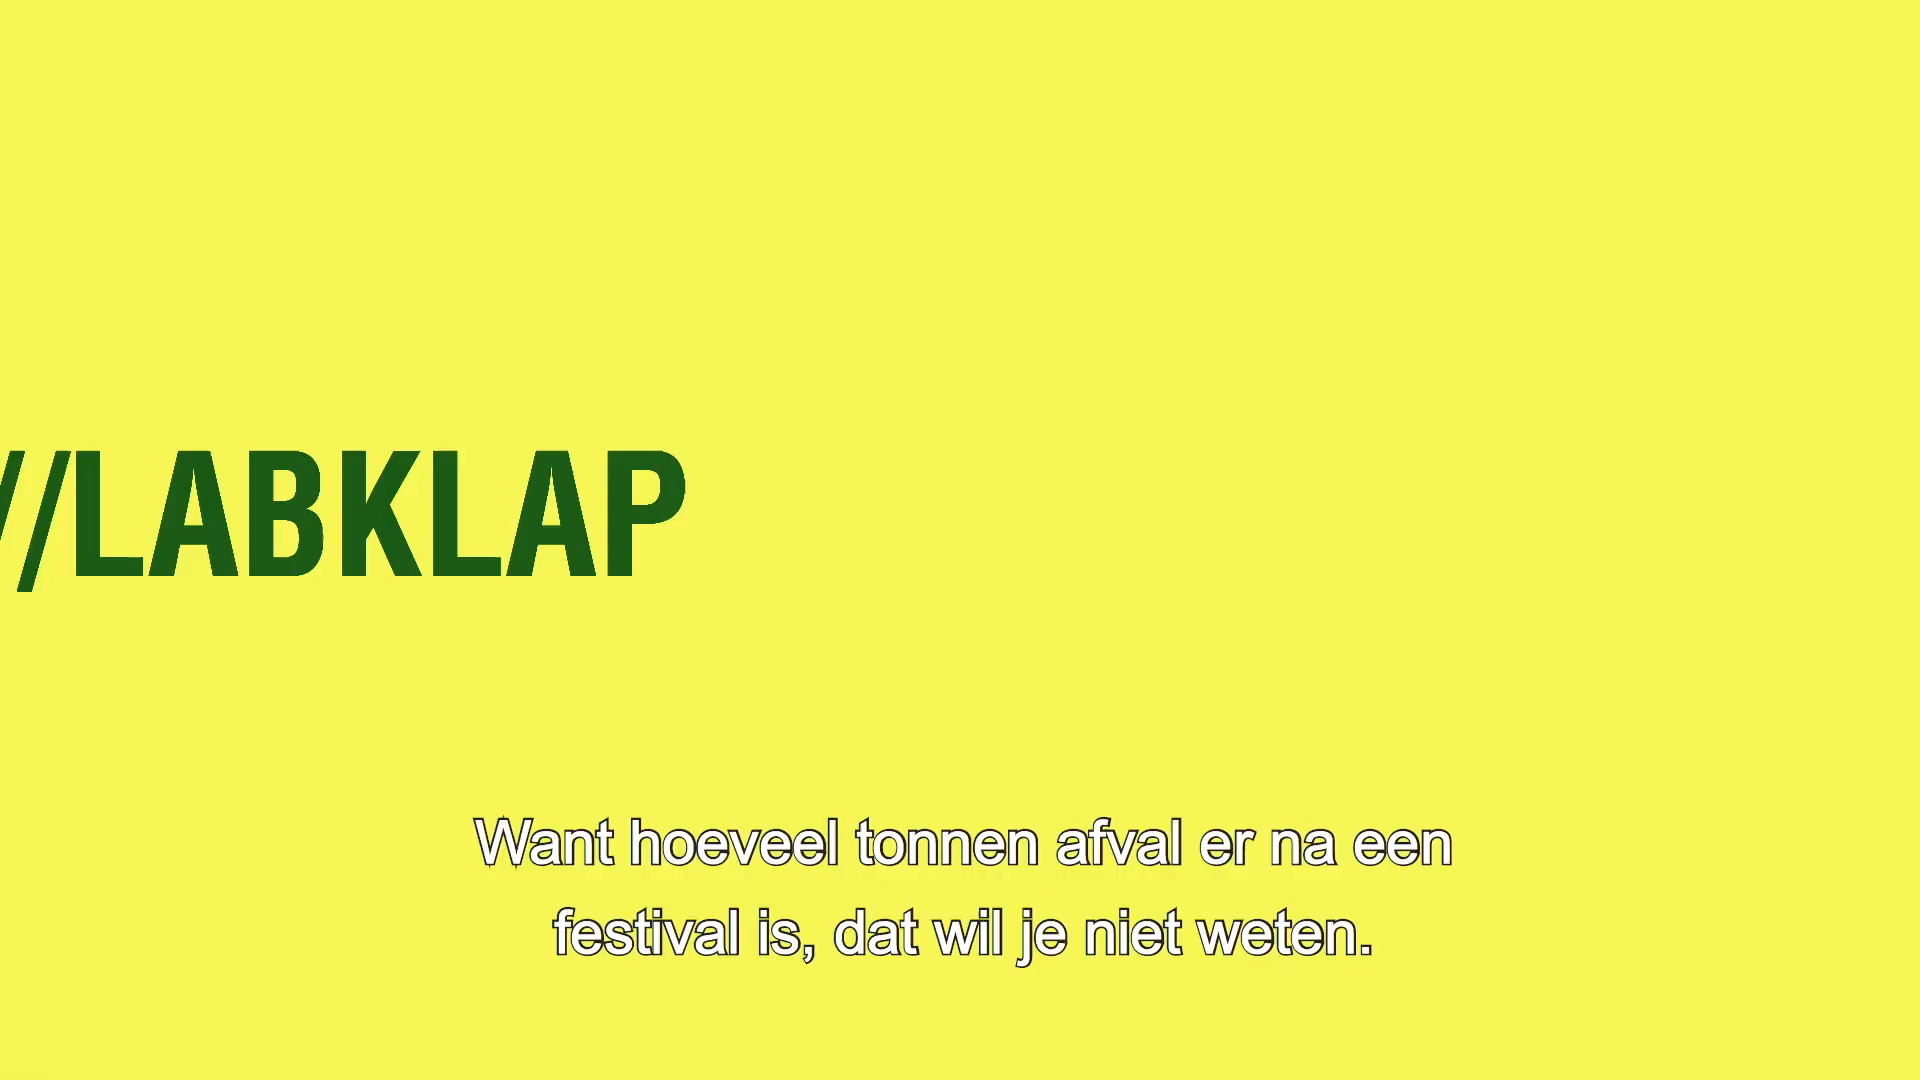 //LABKLAP
Want hoeveel tonnen afval er na een
festival is, dat wil je niet weten.